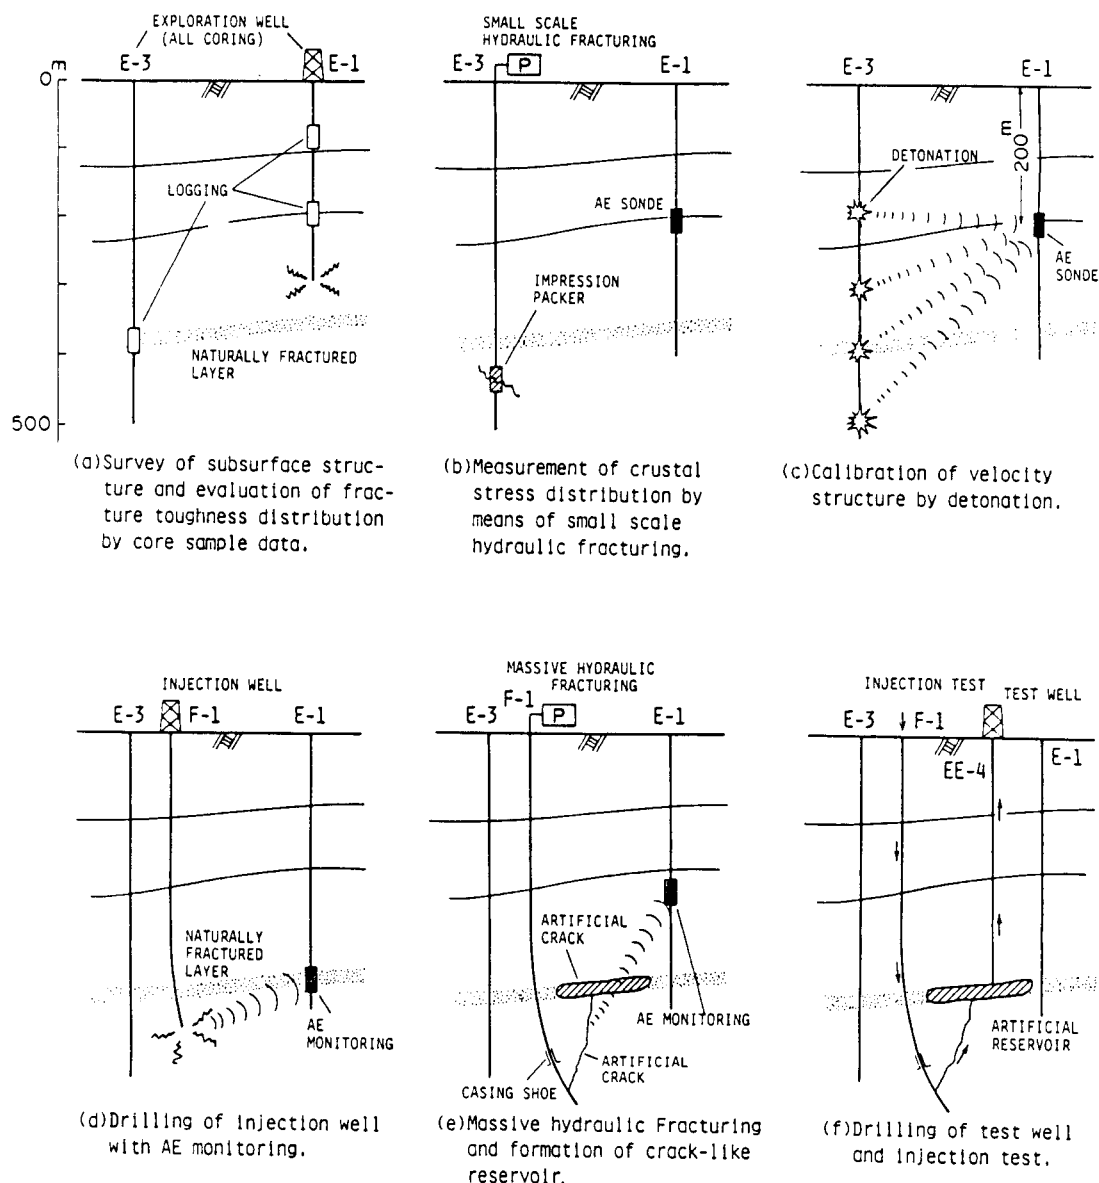 EXPLORATION WELL
(ALL CORING)
m
E-3
E-1
0
LOGGING
NATURALLY FRACTURED
LAYER
500
(a)Survey of subsurface struc-
ture and evaluation of frac-
ture toughness distribution
by core sample data.
SMALL SCALE
HYDRAULIC FRACTURING
E-3
P
E-1
AE SONDE
IMPRESSION
PACKER
(b)Measurement of crustal
stress distribution by
means of small scale
hydraulic fracturing.
E-3
E-1
200 m
DETONATION
AE
SONDE
(c)Calibration of velocity
structure by detonation.
INJECTION WELL
E-3
F-1
E-1
NATURALLY
FRACTURED
LAYER
AE
MONITORING
(d)Drilling of injection well
with AE monitoring.
MASSIVE HYDRAULIC
FRACTURING
F-1
E-3
P
E-1
ARTIFICIAL
CRACK
AE MONITORING
ARTIFICIAL
CRACK
CASING SHOE
(e)Massive hydraulic Fracturing
and formation of crack-like
reservoir.
INJECTION TEST
TEST WELL
E-3
F-1
EE-4
E-1
ARTIFICIAL
RESERVOIR
(f)Drilling of test well
and injection test.